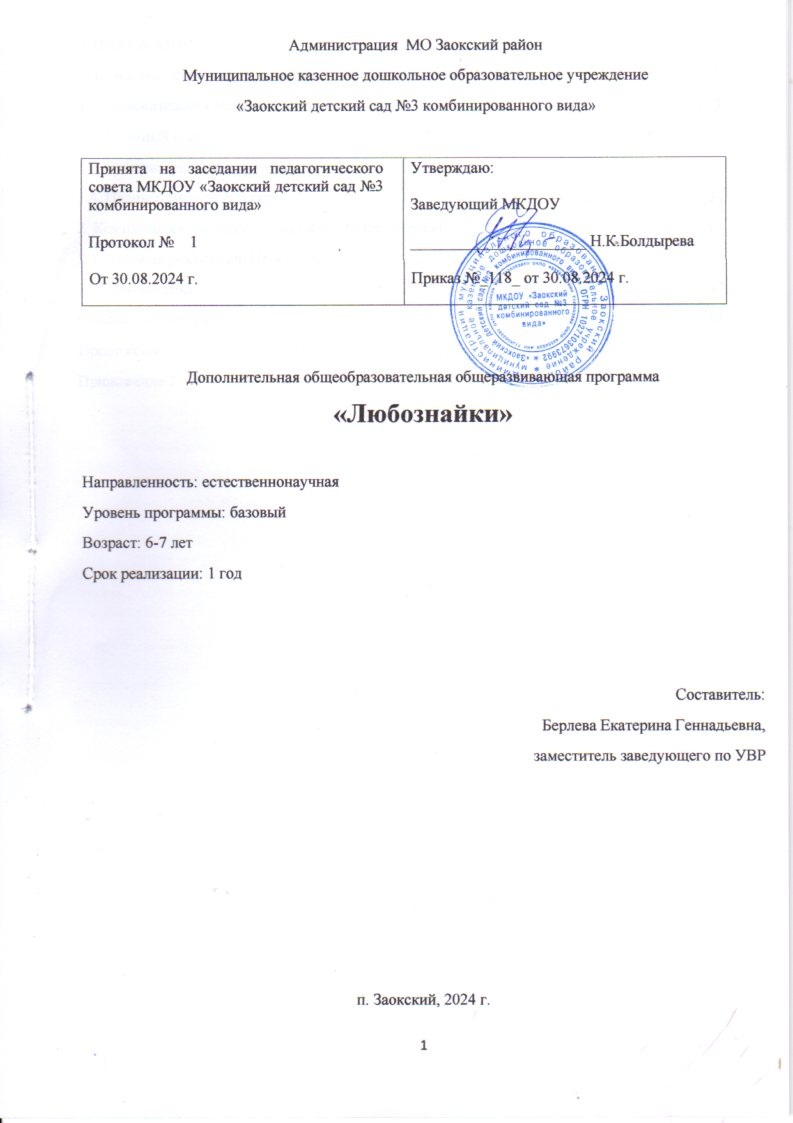 Администрация МО Заокский район
Муниципальное казенное дошкольное образовательное учреждение
«Заокский детский сад №3 комбинированного вида»
Принята на заседании педагогического
совета МКДОУ «Заокский детский сад №3
комбинированного вида»
Протокол № 1
От 30.08.2024 г.
Утверждаю:
Заведующий МКДОУ
Н.К.Болдырева
Приказ №_118_ от 30.08.2024 г.
МКДОУ «Заокский
детский сад №3
комбинированного
вида»
Дополнительная общеобразовательная общеразвивающая программа
«Любознайки»
Направленность: естественнонаучная
Уровень программы: базовый
Возраст: 6-7 лет
Срок реализации: 1 год
Составитель:
Берлева Екатерина Геннадьевна,
заместитель заведующего по УВР
п. Заокский, 2024 г.
1